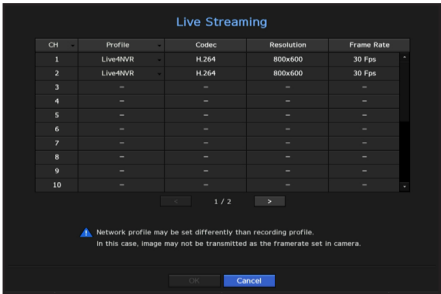 Live Streaming
CH Profile Codec Resolution Frame Rate
1 Live4NVR H.264 800x600 30 Fps
2 Live4NVR H.264 800x600 30 Fps
3 – – – –
4 – – – –
5 – – – –
6 – – – –
7 – – – –
8 – – – –
9 – – – –
10 – – – –
< 1 / 2 >
Network profile may be set differently than recording profile.
In this case, image may not be transmitted as the framerate set in camera.
OK Cancel